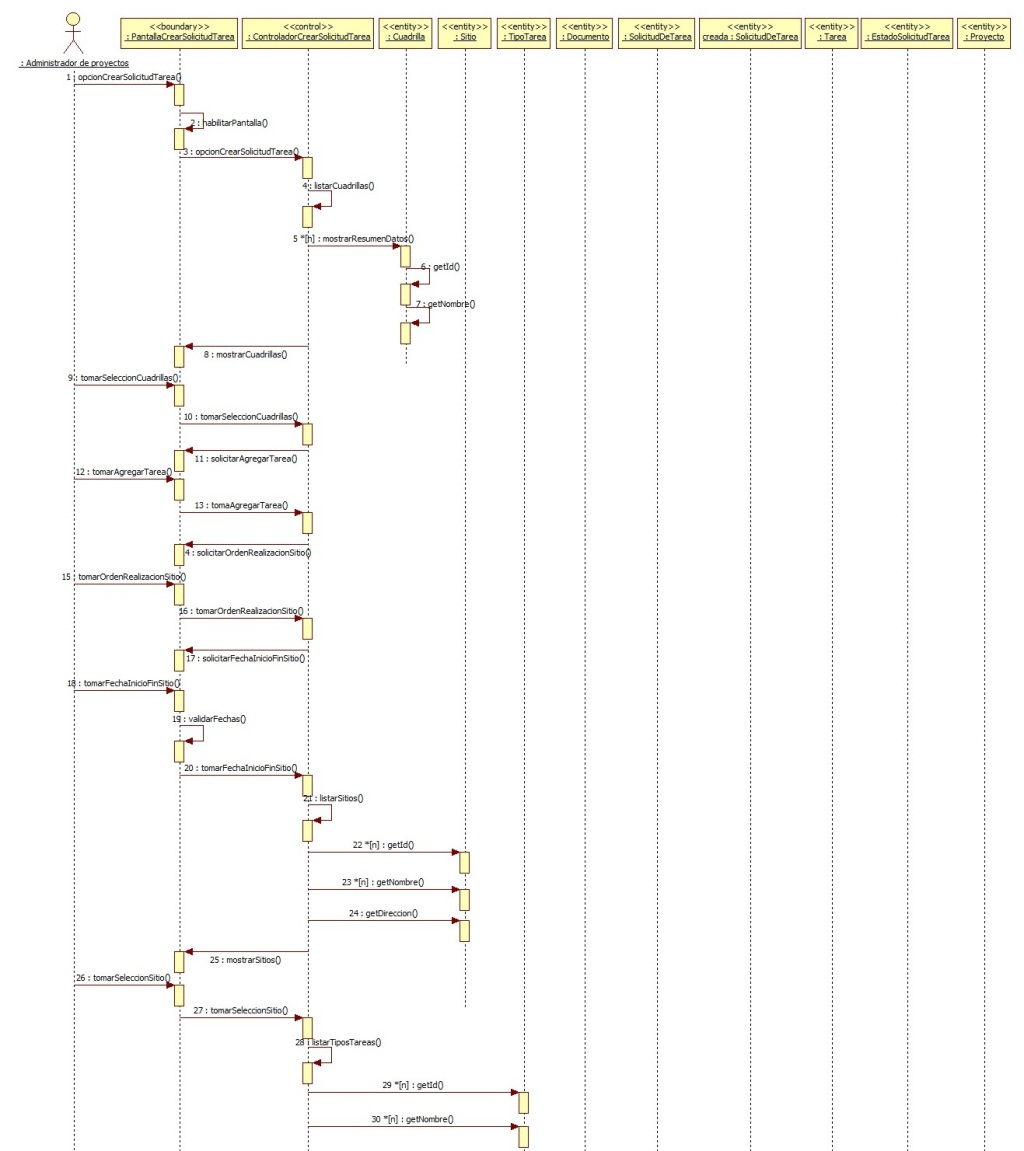 <<boundary>>
: PantallaCrearSolicitudTarea
<<control>>
: ControladorCrearSolicitudTarea
<<entity>>
: Cuadrilla
<<entity>>
: Sitio
<<entity>>
: TipoTarea
<<entity>>
: Documento
<<entity>>
: SolicitudDeTarea
<<entity>>
creada : SolicitudDeTarea
<<entity>>
: Tarea
<<entity>>
: EstadoSolicitudTarea
<<entity>>
: Proyecto
: Administrador de proyectos
1 : opcionCrearSolicitudTarea()
2 : habilitarPantalla()
3 : opcionCrearSolicitudTarea()
4 : listarCuadrillas()
5 *[n] : mostrarResumenDatos()
6 : getId()
7 : getNombre()
8 : mostrarCuadrillas()
9 : tomarSeleccionCuadrillas()
10 : tomarSeleccionCuadrillas()
11 : solicitarAgregarTarea()
12 : tomarAgregarTarea()
13 : tomaAgregarTarea()
4 : solicitarOrdenRealizacionSitio()
15 : tomarOrdenRealizacionSitio()
16 : tomarOrdenRealizacionSitio()
17 : solicitarFechaInicioFinSitio()
18 : tomarFechaInicioFinSitio()
19 : validarFechas()
20 : tomarFechaInicioFinSitio()
21 : listarSitios()
22 *[n] : getId()
23 *[n] : getNombre()
24 : getDireccion()
25 : mostrarSitios()
26 : tomarSeleccionSitio()
27 : tomarSeleccionSitio()
28 : listarTiposTareas()
29 *[n] : getId()
30 *[n] : getNombre()